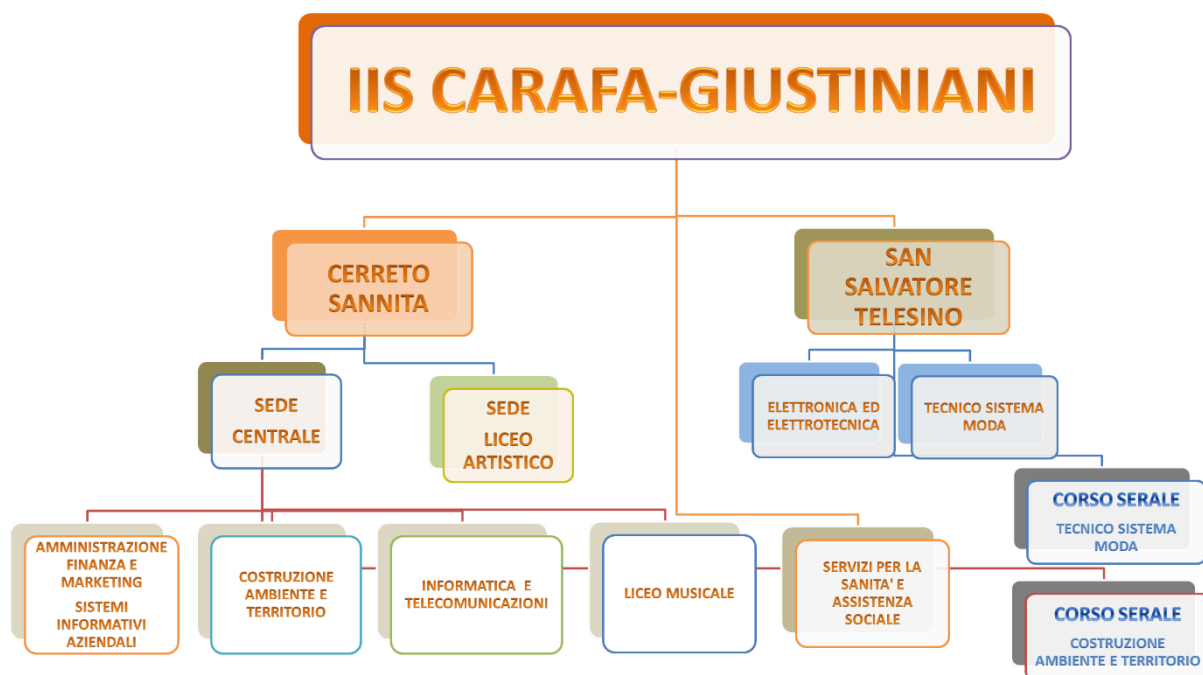 IIS CARAFA-GIUSTINIANI
CERRETO
SANNITA
SAN
SALVATORE
TELESINO
SEDE
CENTRALE
SEDE
LICEO
ARTISTICO
ELETTRONICA ED
ELETTROTECNICA
TECNICO SISTEMA
MODA
CORSO SERALE
TECNICO SISTEMA
MODA
AMMINISTRAZIONE
FINANZA E
MARKETING
SISTEMI
INFORMATIVI
AZIENDALI
COSTRUZIONE
AMBIENTE E
TERRITORIO
INFORMATICA E
TELECOMUNICAZIONI
LICEO MUSICALE
SERVIZI PER LA
SANITA' E
ASSISTENZA
SOCIALE
CORSO SERALE
COSTRUZIONE
AMBIENTE E TERRITORIO